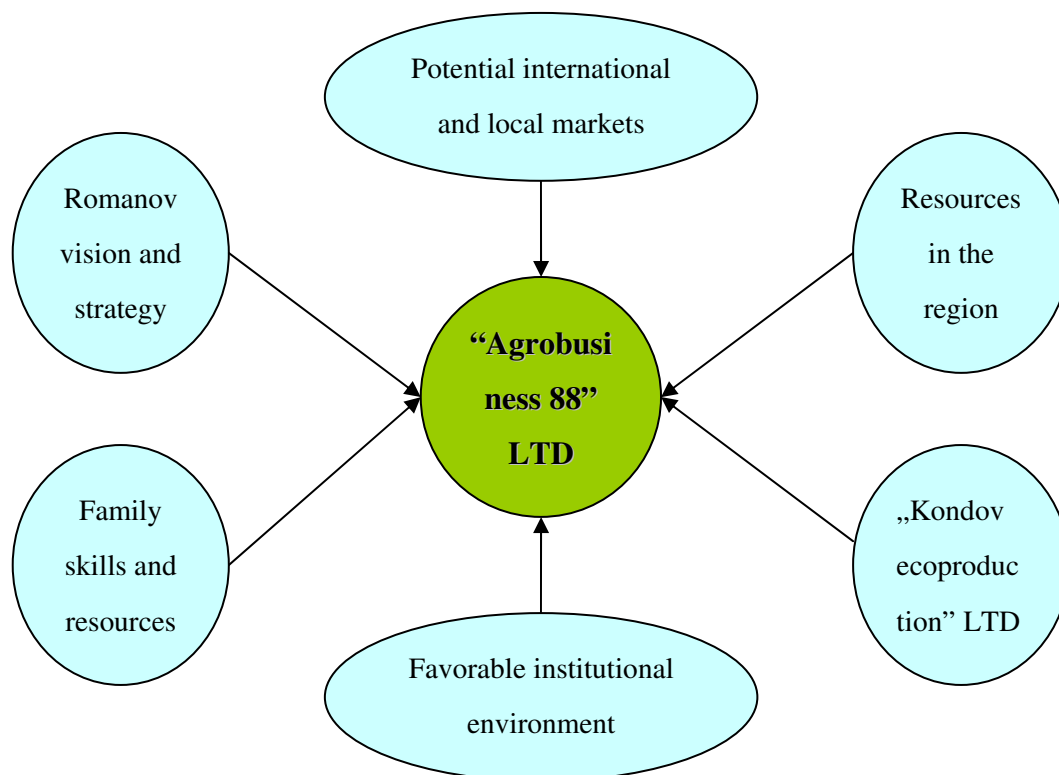 Potential international
and local markets
Romanov
vision and
strategy
Resources
in the
region
“Agrobusi
ness 88”
LTD
Family
skills and
resources
„Kondov
ecoproduc
tion” LTD
Favorable institutional
environment